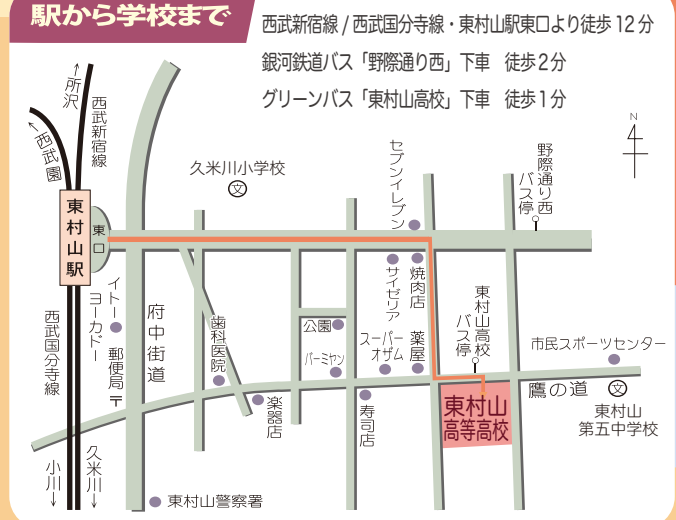 駅から学校まで
西武新宿線 / 西武国分寺線・東村山駅東口より徒歩 12 分
銀河鉄道バス「野際通り西」下車　徒歩２分
グリーンバス「東村山高校」下車　徒歩１分
←所沢
西武新宿線
←西武園
久米川小学校
文
セブンイレブン
野際通り西
バス停
N
4
東村山駅
東口
イトー
ヨーカドー
郵便局
〒
府中街道
西武国分寺線
歯科医院
公園
バーミヤン
サイゼリア
焼肉店
スーパー
オザム
薬屋
東村山高校
バス停
市民スポーツセンター
楽器店
寿司店
東村山
高等高校
鷹の道
文
東村山
第五中学校
小川→
久米川→
東村山警察署